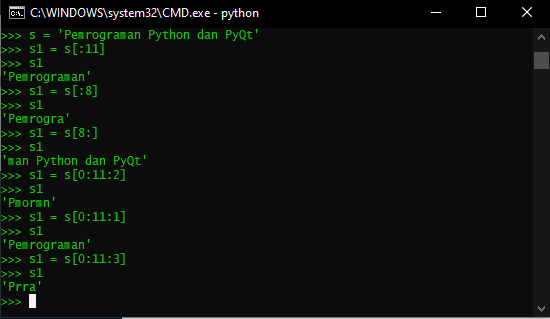 C:\WINDOWS\system32\CMD.exe - python
>>> s = 'Pemrograman Python dan PyQt'
>>> s1 = s[:11]
>>> s1
'Pemrograman'
>>> s1 = s[:8]
>>> s1
'Pemrogra'
>>> s1 = s[8:]
>>> s1
'man Python dan PyQt'
>>> s1 = s[0:11:2]
>>> s1
'Pmormn'
>>> s1 = s[0:11:1]
>>> s1
'Pemrograman'
>>> s1 = s[0:11:3]
>>> s1
'Prra'
>>>